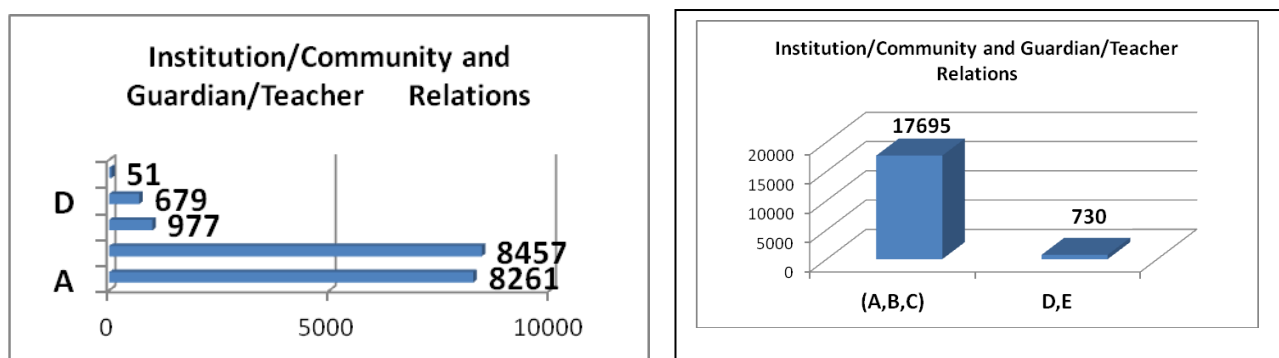 Institution/Community and
Guardian/Teacher Relations
51
D
679
977
8457
A
8261
0 5000 10000
Institution/Community and Guardian/Teacher
Relations
17695
20000
15000
10000
730
5000
0
(A,B,C) D,E